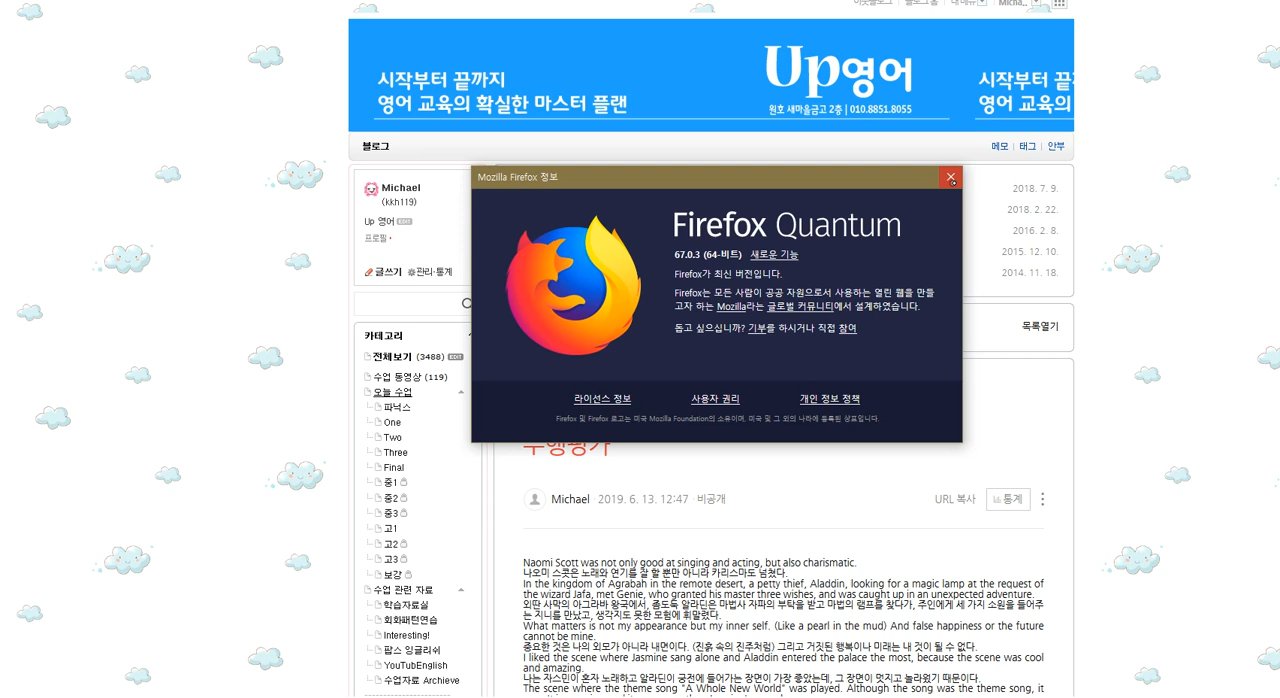 이웃블로그 블로그 홈 내 메뉴 Micha..
시작부터 끝까지
영어 교육의 확실한 마스터 플랜
Up영어
원호 새마을금고 2층 | 010.8851.8055
시작부터 끝
영어 교육의
블로그
메모 | 태그 | 안부
Michael
(kkh119)
Up 영어 EDIT
프로필
글쓰기 관리·통계
카테고리
전체보기 (3488) EDIT
수업 동영상 (119)
오늘 수업
파닉스
One
Two
Three
Final
중1
중2
중3
고1
고2
고3
보강
수업 관련 자료
학습자료실
회화패턴연습
Interesting!
팝스 잉글리쉬
YouTubEnglish
수업자료 Archieve
Mozilla Firefox 정보
Firefox Quantum
67.0.3 (64-비트) 새로운 기능
Firefox가 최신 버전입니다.
Firefox는 모든 사람이 공공 자원으로서 사용하는 열린 웹을 만들
고자 하는 Mozilla라는 글로벌 커뮤니티에서 설계하였습니다.
돕고 싶으십니까? 기부를 하시거나 직접 참여
라이선스 정보 사용자 권리 개인 정보 정책
Firefox 및 Firefox 로고는 미국 Mozilla Foundation의 소유이며, 미국 및 그 외의 나라에 등록된 상표입니다.
2018. 7. 9.
2018. 2. 22.
2016. 2. 8.
2015. 12. 10.
2014. 11. 18.
목록열기
수행평가
Michael · 2019. 6. 13. 12:47 · 비공개
URL 복사 통계
Naomi Scott was not only good at singing and acting, but also charismatic.
나오미 스콧은 노래와 연기를 잘 할 뿐만 아니라 카리스마도 넘쳤다.
In the kingdom of Agrabah in the remote desert, a petty thief, Aladdin, looking for a magic lamp at the request of
the wizard Jafa, met Genie, who granted his master three wishes, and was caught up in an unexpected adventure.
외딴 사막의 아그라바 왕국에서, 좀도둑 알라딘은 마법사 자파의 부탁을 받고 마법의 램프를 찾다가, 주인에게 세 가지 소원을 들어주
는 지니를 만났고, 생각지도 못한 모험에 휘말렸다.
What matters is not my appearance but my inner self. (Like a pearl in the mud) And false happiness or the future
cannot be mine.
중요한 것은 나의 외모가 아니라 내면이다. (진흙 속의 진주처럼) 그리고 거짓된 행복이나 미래는 내 것이 될 수 없다.
I liked the scene where Jasmine sang alone and Aladdin entered the palace the most, because the scene was cool
and amazing.
나는 자스민이 혼자 노래하고 알라딘이 궁전에 들어가는 장면이 가장 좋았는데, 그 장면이 멋지고 놀라웠기 때문이다.
The scene where the theme song "A Whole New World" was played. Although the song was the theme song, it